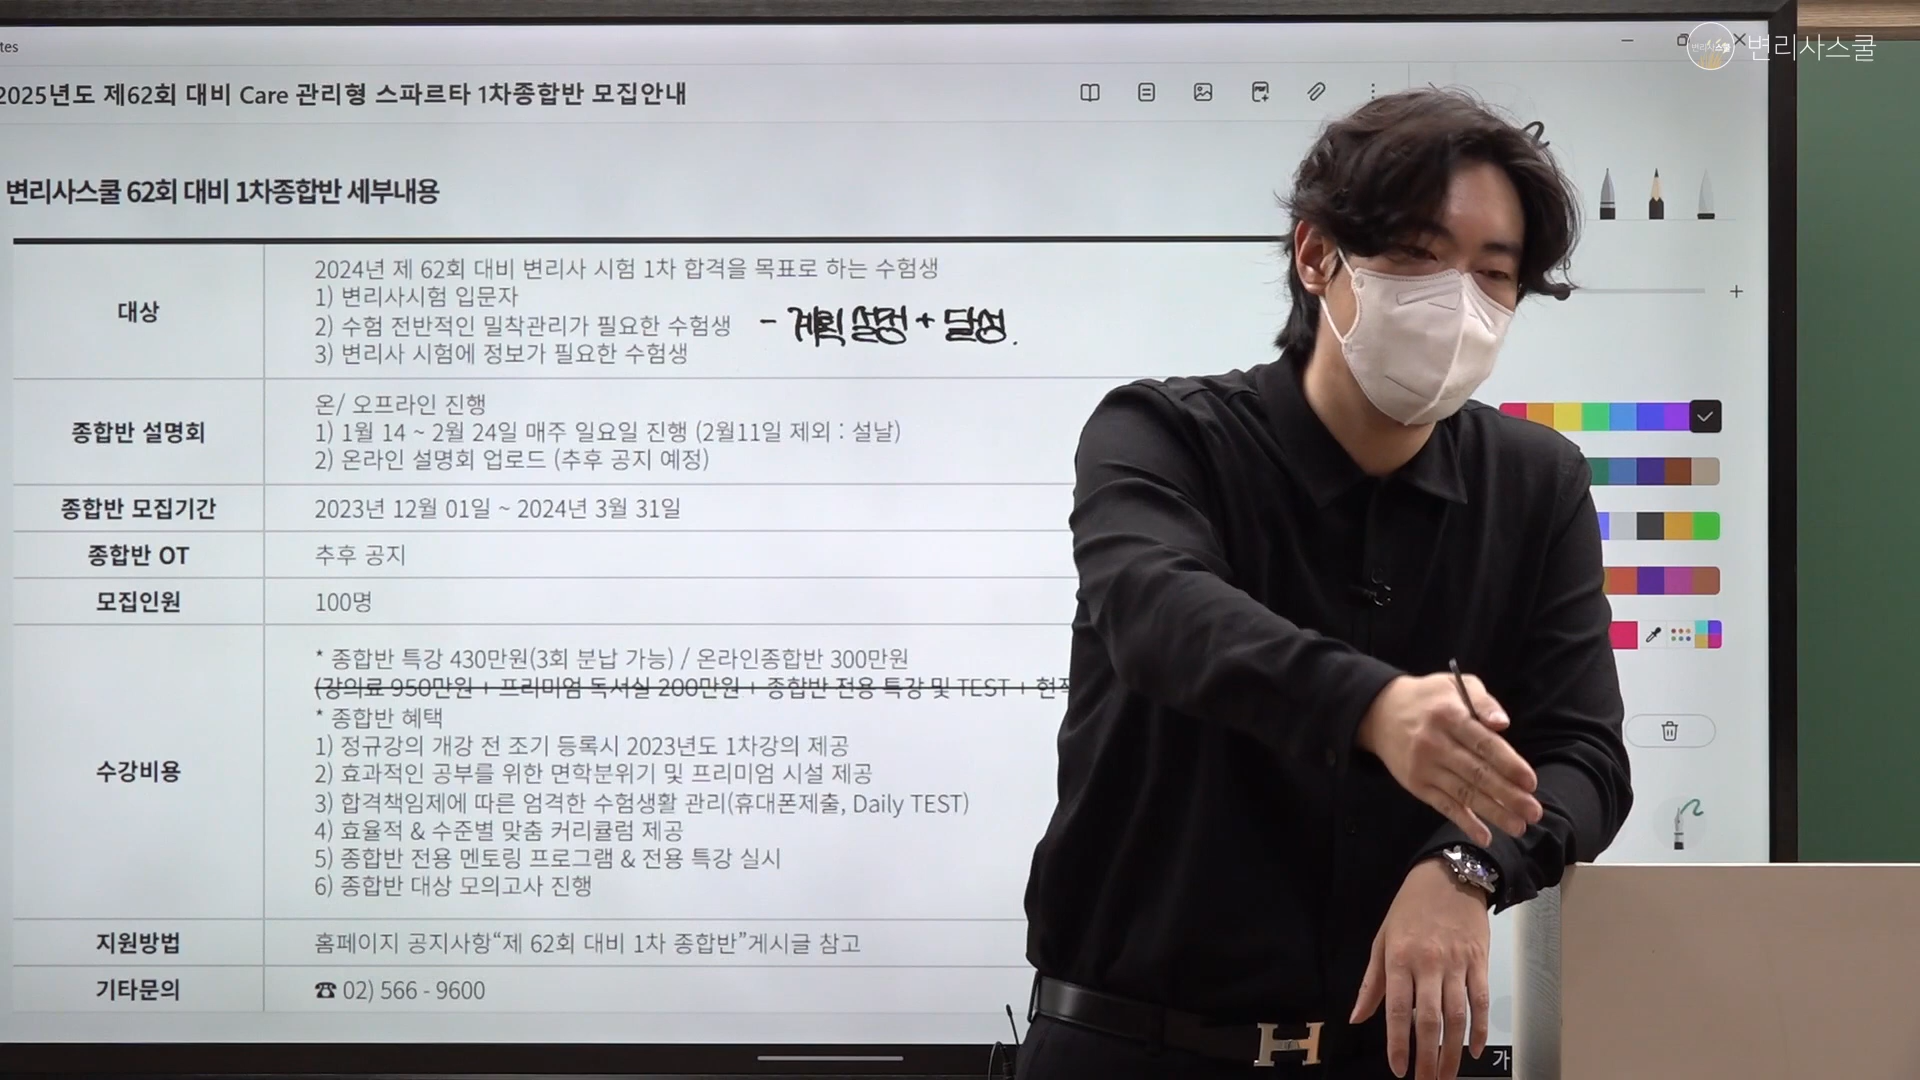 tes
변리사스쿨
변리사스쿨
2025년도 제62회 대비 Care 관리형 스파르타 1차종합반 모집안내
변리사스쿨 62회 대비 1차종합반 세부내용
대상
2024년 제 62회 대비 변리사 시험 1차 합격을 목표로 하는 수험생
1) 변리사시험 입문자
2) 수험 전반적인 밀착관리가 필요한 수험생 - 계획 설정 + 달성.
3) 변리사 시험에 정보가 필요한 수험생
종합반 설명회
온/ 오프라인 진행
1) 1월 14 ~ 2월 24일 매주 일요일 진행 (2월11일 제외 : 설날)
2) 온라인 설명회 업로드 (추후 공지 예정)
종합반 모집기간
2023년 12월 01일 ~ 2024년 3월 31일
종합반 OT
추후 공지
모집인원
100명
수강비용
* 종합반 특강 430만원(3회 분납 가능) / 온라인종합반 300만원
(강의료 950만원 + 프리미엄 독서실 200만원 + 종합반 전용 특강 및 TEST + 현
* 종합반 혜택
1) 정규강의 개강 전 조기 등록시 2023년도 1차강의 제공
2) 효과적인 공부를 위한 면학분위기 및 프리미엄 시설 제공
3) 합격책임제에 따른 엄격한 수험생활 관리(휴대폰제출, Daily TEST)
4) 효율적 & 수준별 맞춤 커리큘럼 제공
5) 종합반 전용 멘토링 프로그램 & 전용 특강 실시
6) 종합반 대상 모의고사 진행
지원방법
홈페이지 공지사항“제 62회 대비 1차 종합반”게시글 참고
기타문의
☎ 02) 566 - 9600
가